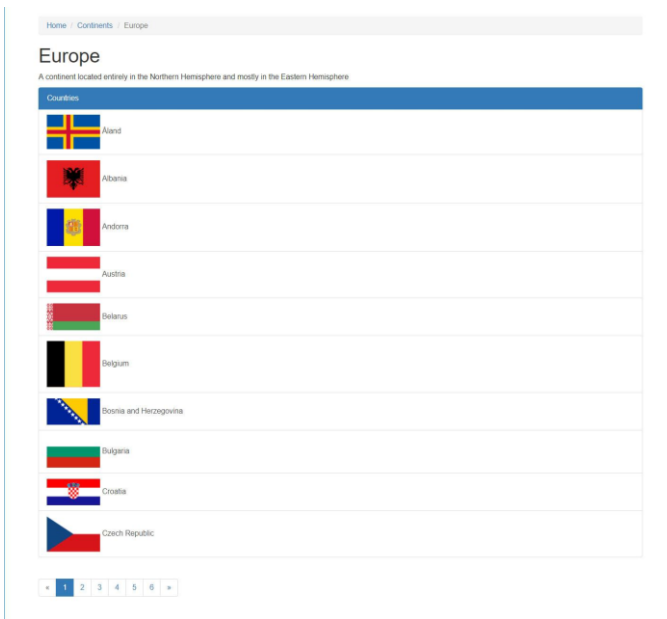 Home / Continents / Europe
Europe
A continent located entirely in the Northern Hemisphere and mostly in the Eastern Hemisphere
Countries
Åland
Albania
Andorra
Austria
Belarus
Belgium
Bosnia and Herzegovina
Bulgaria
Croatia
Czech Republic
« 1 2 3 4 5 6 »